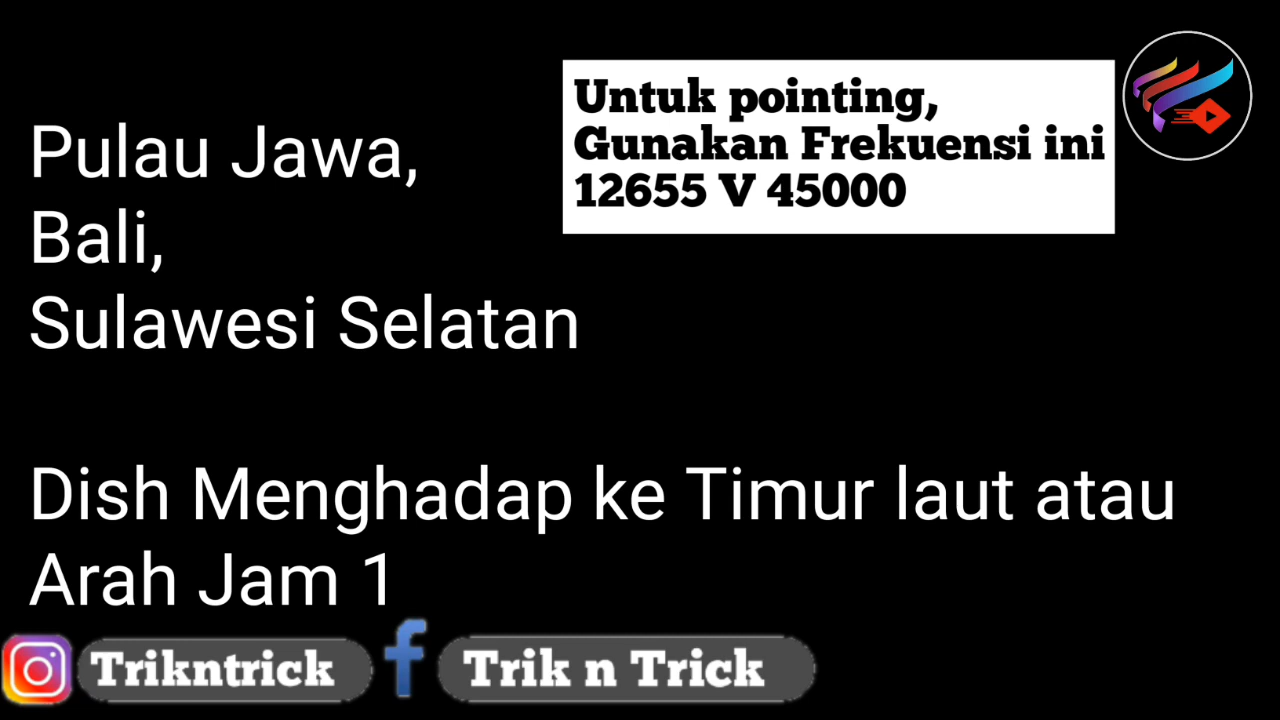 Untuk pointing,
Gunakan Frekuensi ini
12655 V 45000
Pulau Jawa,
Bali,
Sulawesi Selatan
Dish Menghadap ke Timur laut atau
Arah Jam 1
Trikntrick
Trik n Trick